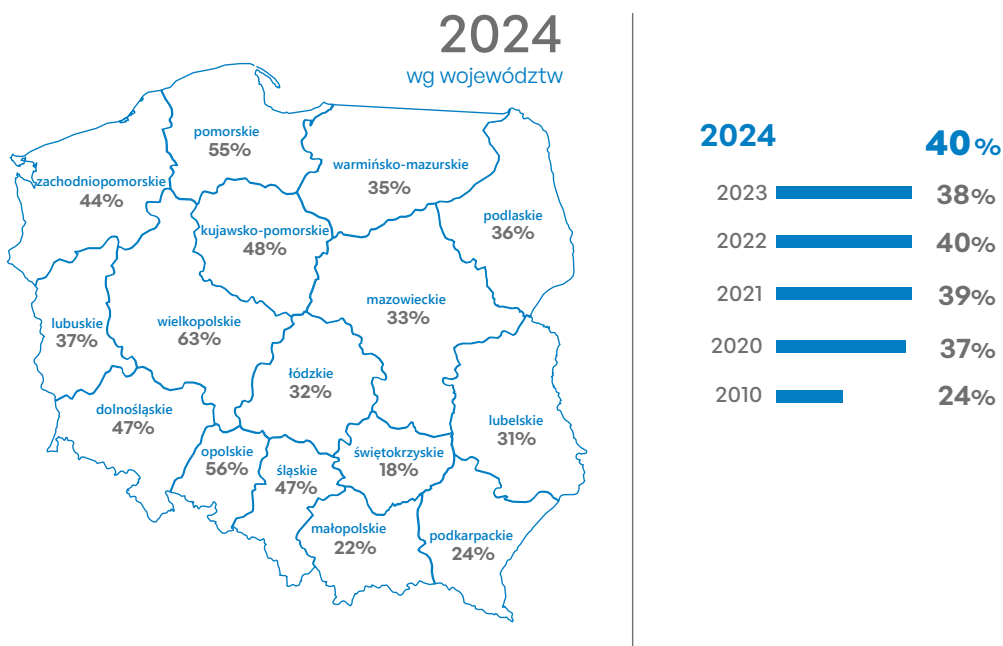 2024
wg województw
pomorskie
55%
warmińsko-mazurskie
35%
zachodniopomorskie
44%
podlaskie
36%
kujawsko-pomorskie
48%
mazowieckie
33%
lubuskie
37%
wielkopolskie
63%
łódzkie
32%
dolnośląskie
47%
lubelskie
31%
opolskie
56%
śląskie
47%
świętokrzyskie
18%
małopolskie
22%
podkarpackie
24%
2024 40%
2023 38%
2022 40%
2021 39%
2020 37%
2010 24%